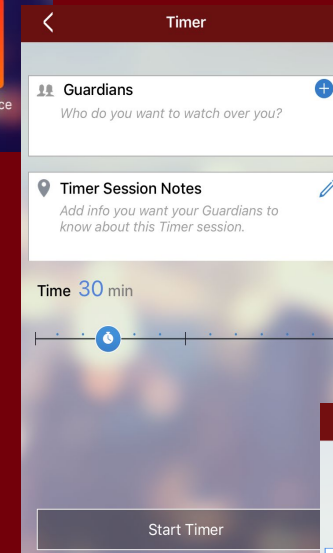 Timer
ce
Guardians
Who do you want to watch over you?
Timer Session Notes
Add info you want your Guardians to
know about this Timer session.
Time 30 min
Start Timer